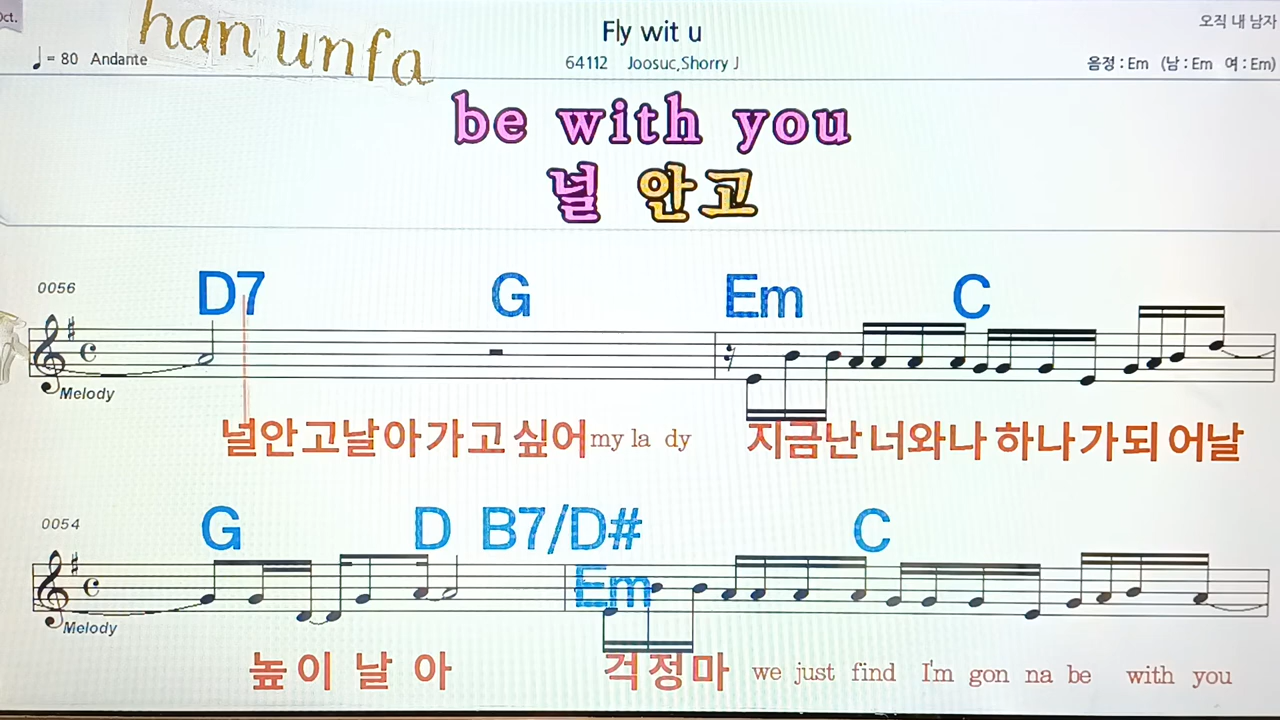 Oct.
han unfa
Fly wit u
오직 내 남자
♩= 80 Andante
64112 Joosuc,Shorry J
음정 : Em (남 : Em 여 : Em)
be with you
널 안고
0056
D7 G Em C
Melody
널안고날아가고 싶어my la dy 지금난너와나 하나가되 어날
0054
G D B7/D# Em C
Melody
높이 날 아 걱정마 we just find I'm gon na be with you